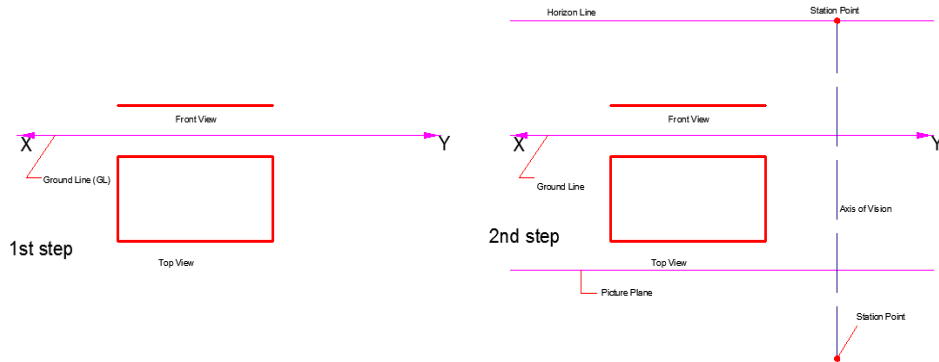 Front View
X
Y
Ground Line (GL)
1st step
Top View
Horizon Line
Station Point
Front View
X
Y
Ground Line
Axis of Vision
2nd step
Top View
Picture Plane
Station Point